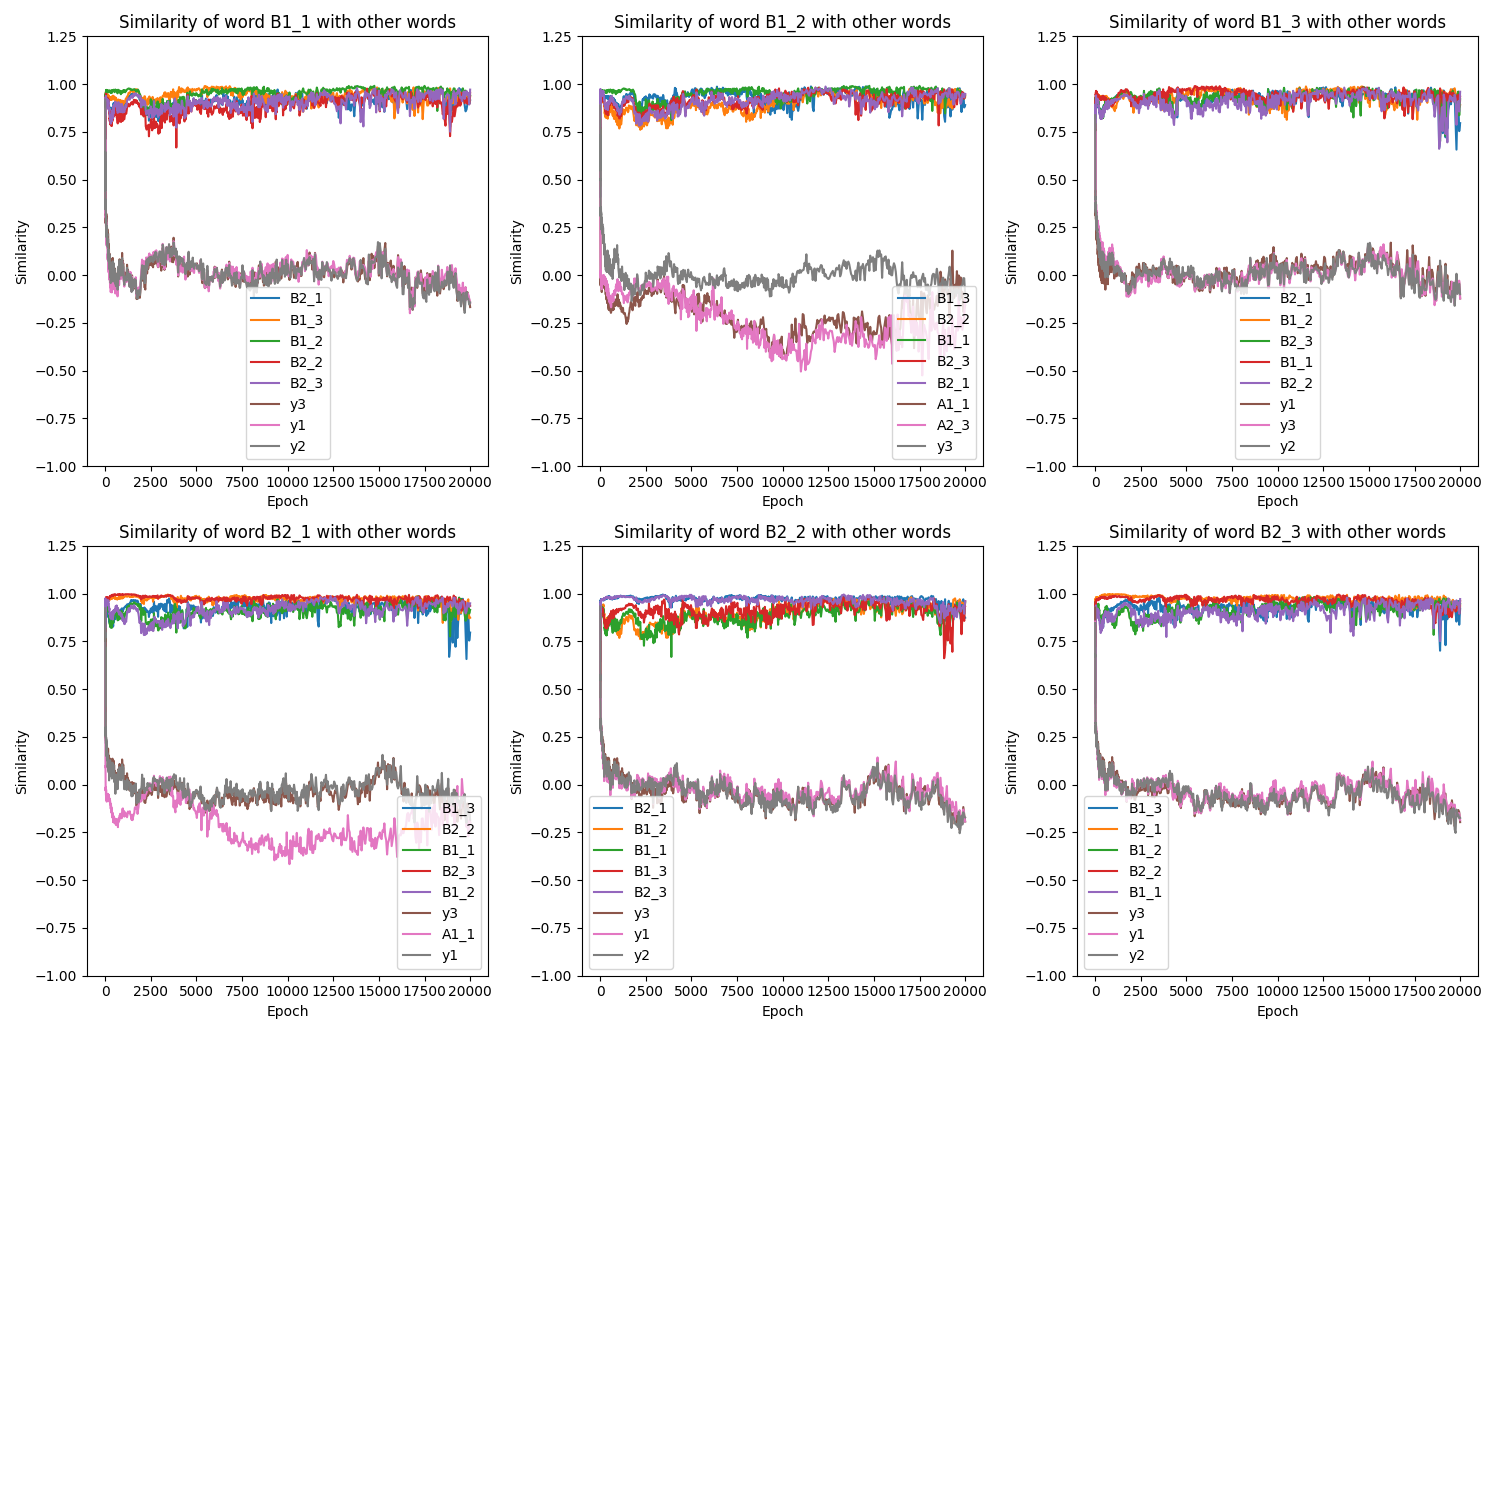 Similarity of word B1_1 with other words
1.25
1.00
0.75
0.50
0.25
0.00
−0.25
−0.50
−0.75
−1.00
Similarity
B2_1
B1_3
B1_2
B2_2
B2_3
y3
y1
y2
0 2500 5000 7500 10000 12500 15000 17500 20000
Epoch
Similarity of word B1_2 with other words
1.25
1.00
0.75
0.50
0.25
0.00
−0.25
−0.50
−0.75
−1.00
Similarity
B1_3
B2_2
B1_1
B2_3
B2_1
A1_1
A2_3
y3
0 2500 5000 7500 10000 12500 15000 17500 20000
Epoch
Similarity of word B1_3 with other words
1.25
1.00
0.75
0.50
0.25
0.00
−0.25
−0.50
−0.75
−1.00
Similarity
B2_1
B1_2
B2_3
B1_1
B2_2
y1
y3
y2
0 2500 5000 7500 10000 12500 15000 17500 20000
Epoch
Similarity of word B2_1 with other words
1.25
1.00
0.75
0.50
0.25
0.00
−0.25
−0.50
−0.75
−1.00
Similarity
B1_3
B2_2
B1_1
B2_3
B1_2
y3
A1_1
y1
0 2500 5000 7500 10000 12500 15000 17500 20000
Epoch
Similarity of word B2_2 with other words
1.25
1.00
0.75
0.50
0.25
0.00
−0.25
−0.50
−0.75
−1.00
Similarity
B2_1
B1_2
B1_1
B1_3
B2_3
y3
y1
y2
0 2500 5000 7500 10000 12500 15000 17500 20000
Epoch
Similarity of word B2_3 with other words
1.25
1.00
0.75
0.50
0.25
0.00
−0.25
−0.50
−0.75
−1.00
Similarity
B1_3
B2_1
B1_2
B2_2
B1_1
y3
y1
y2
0 2500 5000 7500 10000 12500 15000 17500 20000
Epoch